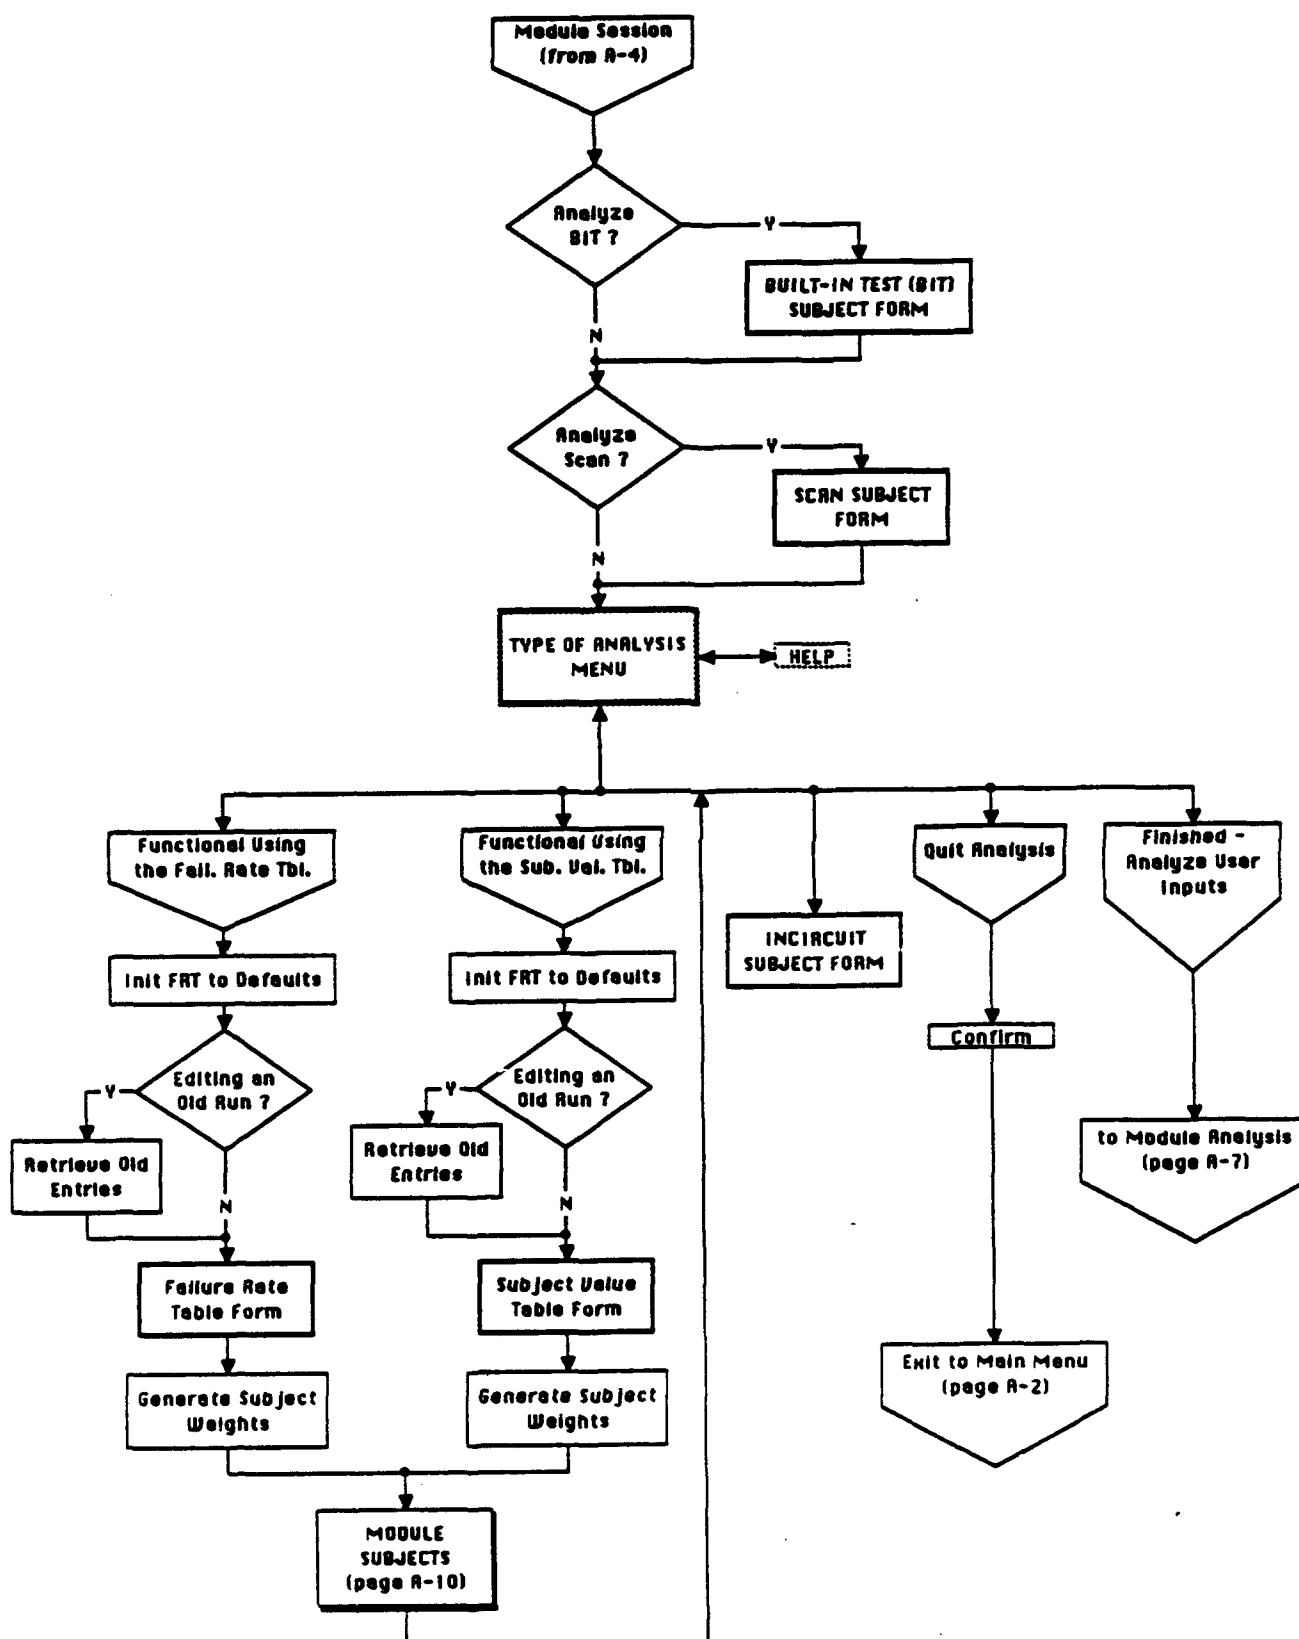 Module Session
(from A-4)
Analyze
BIT ?
Y
BUILT-IN TEST (BIT)
SUBJECT FORM
N
Analyze
Scan ?
Y
SCAN SUBJECT
FORM
N
TYPE OF ANALYSIS
MENU
HELP
Functional Using
the Fail. Rate Tbl.
Functional Using
the Sub. Val. Tbl.
INCIRCUIT
SUBJECT FORM
Quit Analysis
Finished -
Analyze User
Inputs
Init FRT to Defaults
Init FRT to Defaults
Confirm
Editing an
Old Run ?
Y
Retrieve Old
Entries
N
Editing an
Old Run ?
Y
Retrieve Old
Entries
N
to Module Analysis
(page A-7)
Failure Rate
Table Form
Subject Value
Table Form
Exit to Main Menu
(page A-2)
Generate Subject
Weights
Generate Subject
Weights
MODULE
SUBJECTS
(page A-10)